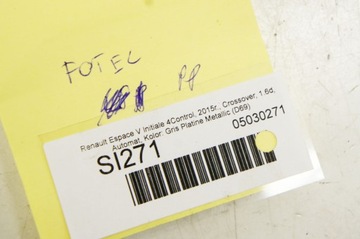 FOTEL
PP
Renault Espace V Initiale 4Control, 2015r., Crossover, 1.6d,
Automat, Kolor: Gris Platine Metallic (D69)
SI271
05030271